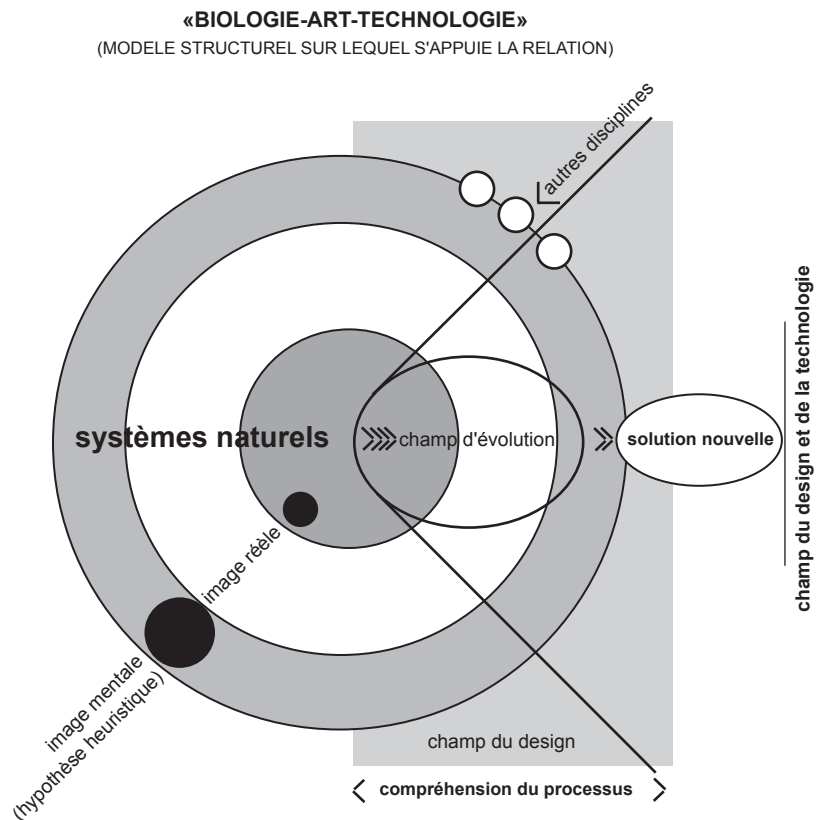 «BIOLOGIE-ART-TECHNOLOGIE»
(MODELE STRUCTUREL SUR LEQUEL S'APPUIE LA RELATION)
autres disciplines
systèmes naturels
champ d'évolution
solution nouvelle
champ du design et de la technologie
image réèle
image mentale
(hypothèse heuristique)
champ du design
compréhension du processus